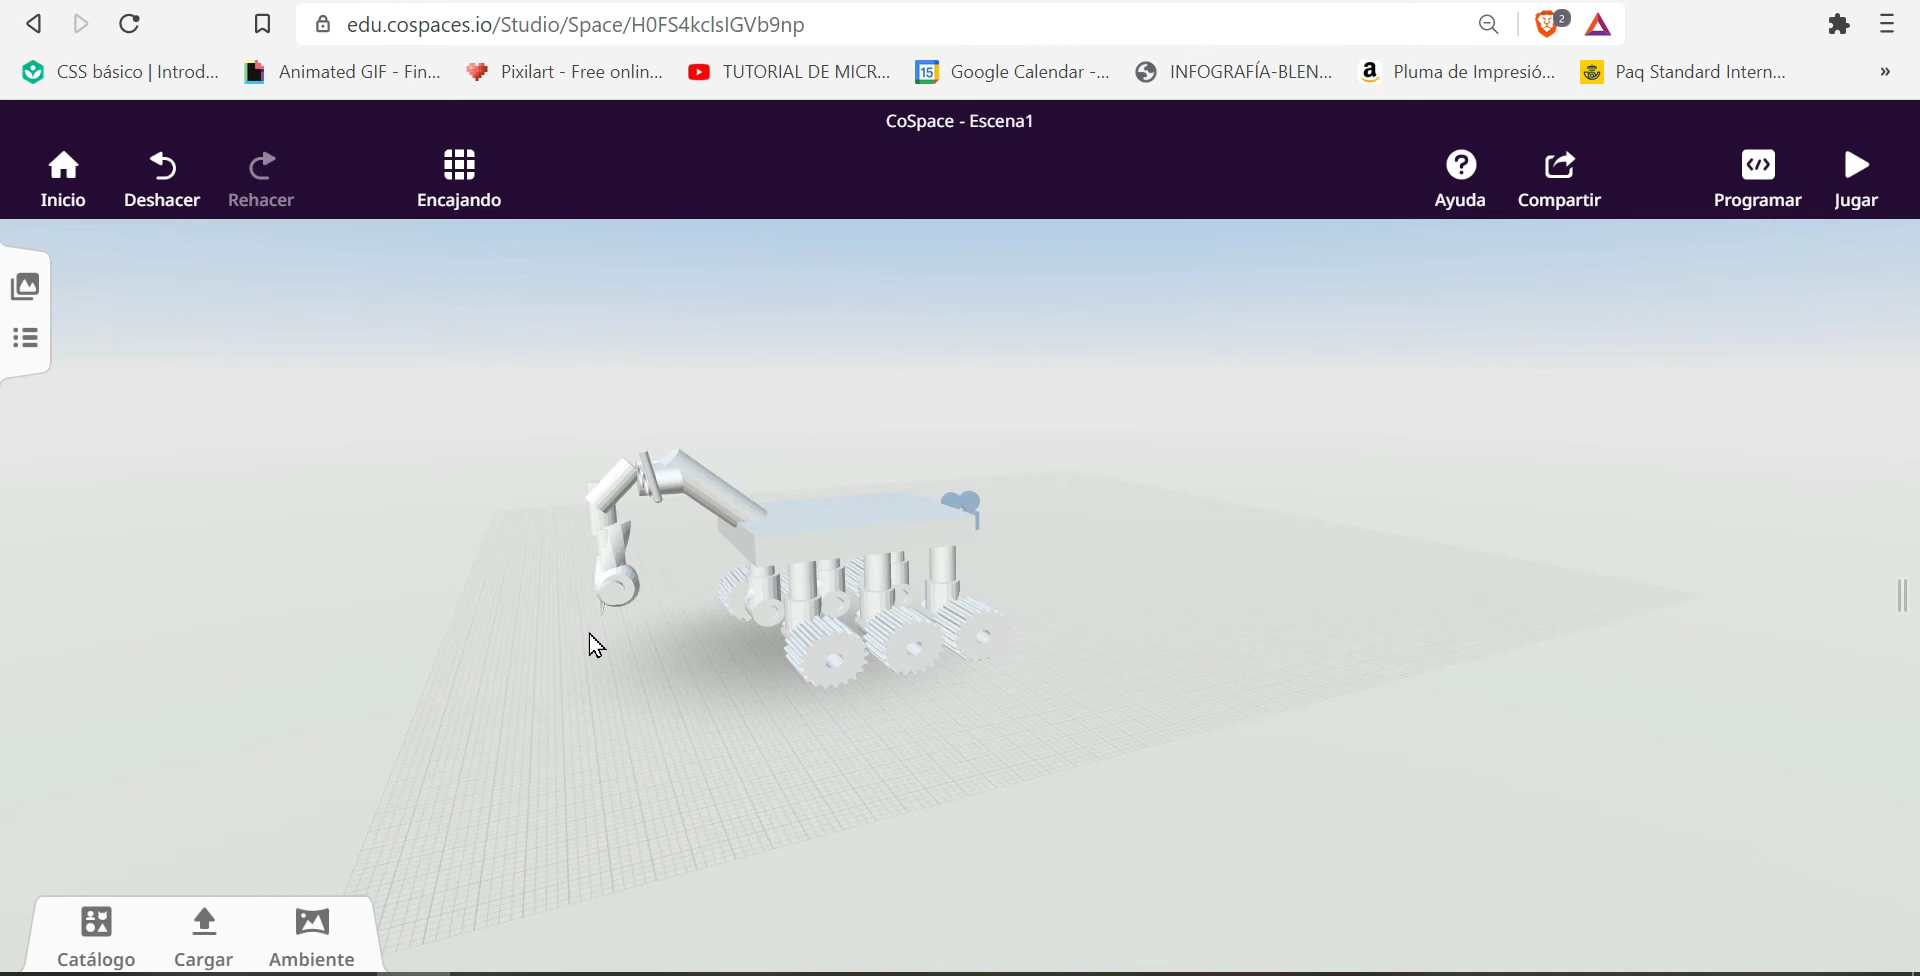 edu.cospaces.io/Studio/Space/H0FS4kclsIGVb9np
2
CSS básico | Introd...
Animated GIF - Fin...
Pixilart - Free onlin...
TUTORIAL DE MICR...
15
Google Calendar -...
INFOGRAFÍA-BLEN...
a
Pluma de Impresió...
Paq Standard Intern...
»
CoSpace - Escena1
Inicio
Deshacer
Rehacer
Encajando
?
Ayuda
Compartir
</>
Programar
Jugar
Catálogo
Cargar
Ambiente